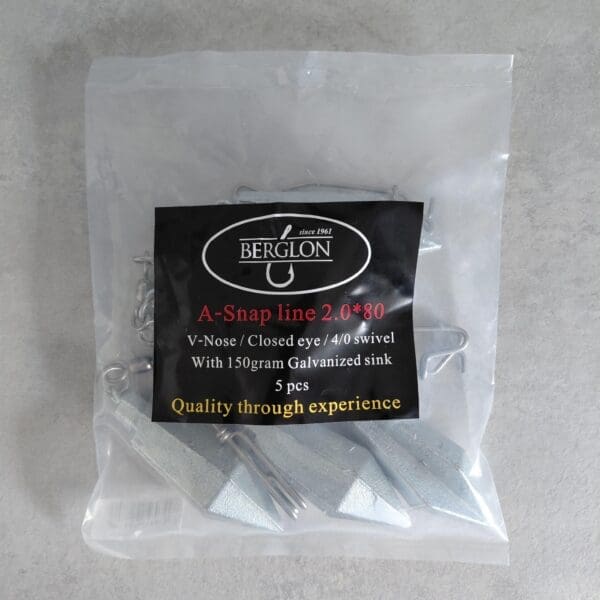 since 1961
BERGLON
A-Snap line 2.0*80
V-Nose / Closed eye / 4/0 swivel
With 150gram Galvanized sink
5 pcs
Quality through experience